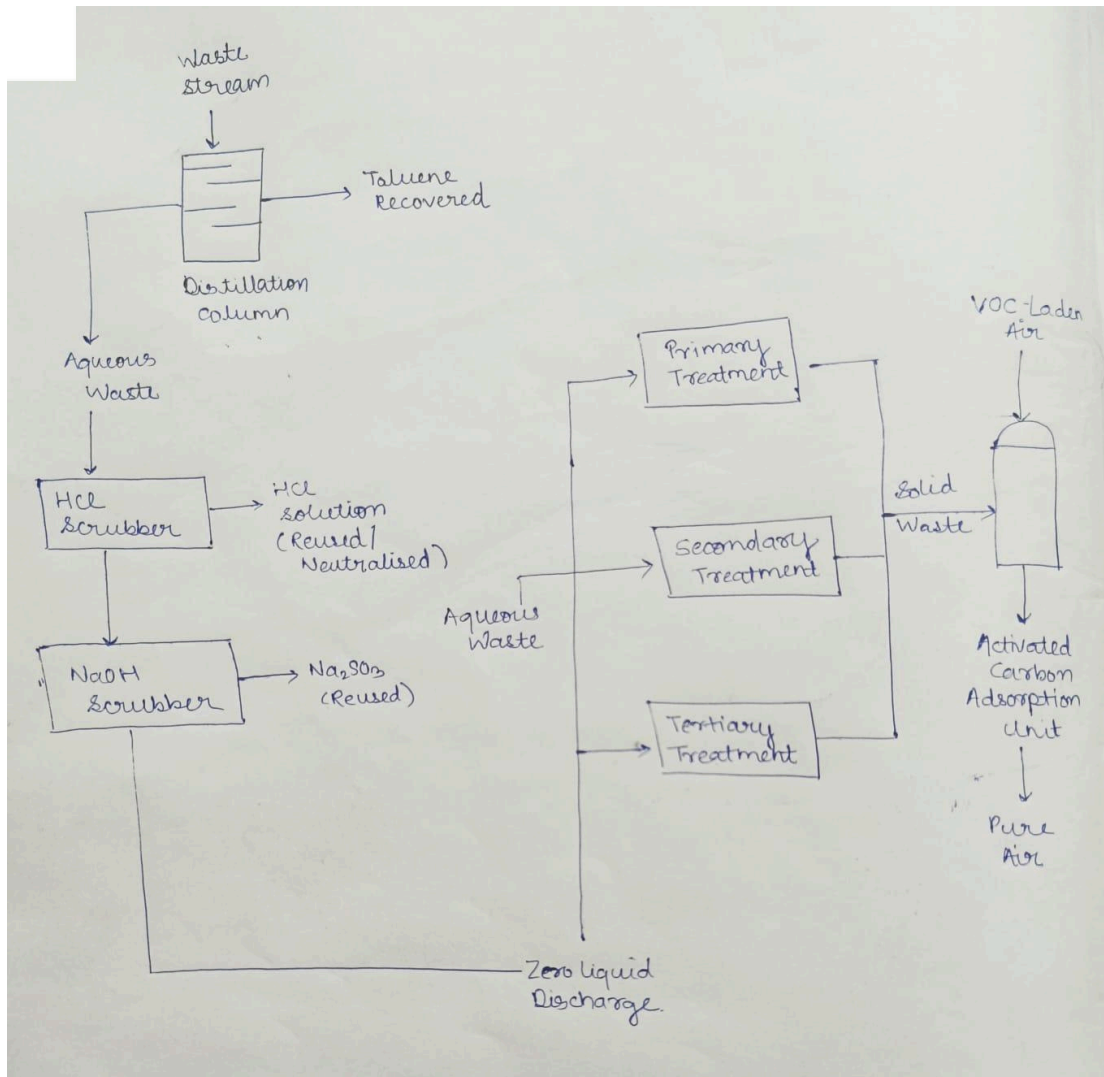 Waste
Stream
Toluene
Recovered
Distillation
Column
Aqueous
Waste
HCl
Scrubber
HCl
Solution
(Reused/
Neutralised)
NaOH
Scrubber
Na₂SO₃
(Reused)
Aqueous
Waste
Primary
Treatment
Secondary
Treatment
Tertiary
Treatment
Solid
Waste
VOC-Laden
Air
Activated
Carbon
Adsorption
Unit
Pure
Air
Zero Liquid
Discharge.